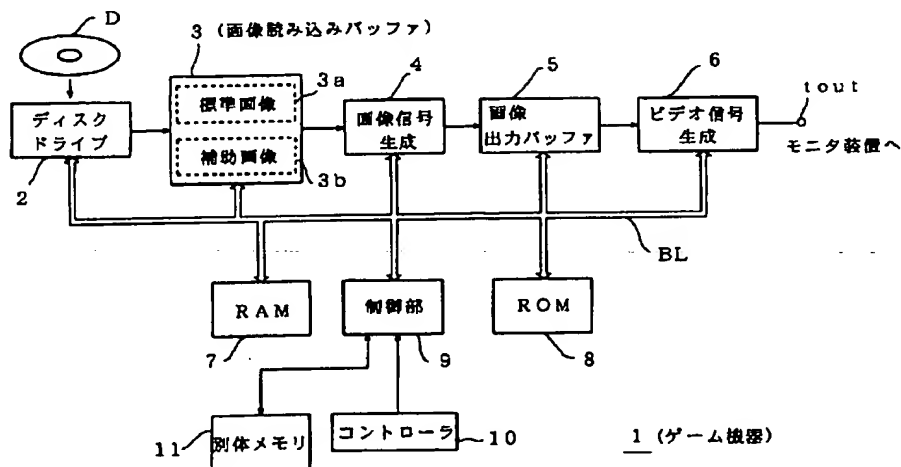 D
3 (画像読み込みバッファ)
3a
標準画像
補助画像
3b
4
画像信号
生成
5
画像
出力バッファ
6
ビデオ信号
生成
tout
モニタ装置へ
ディスク
ドライブ
2
BL
RAM
7
制御部
9
ROM
8
11
別体メモリ
コントローラ
10
1 (ゲーム機器)